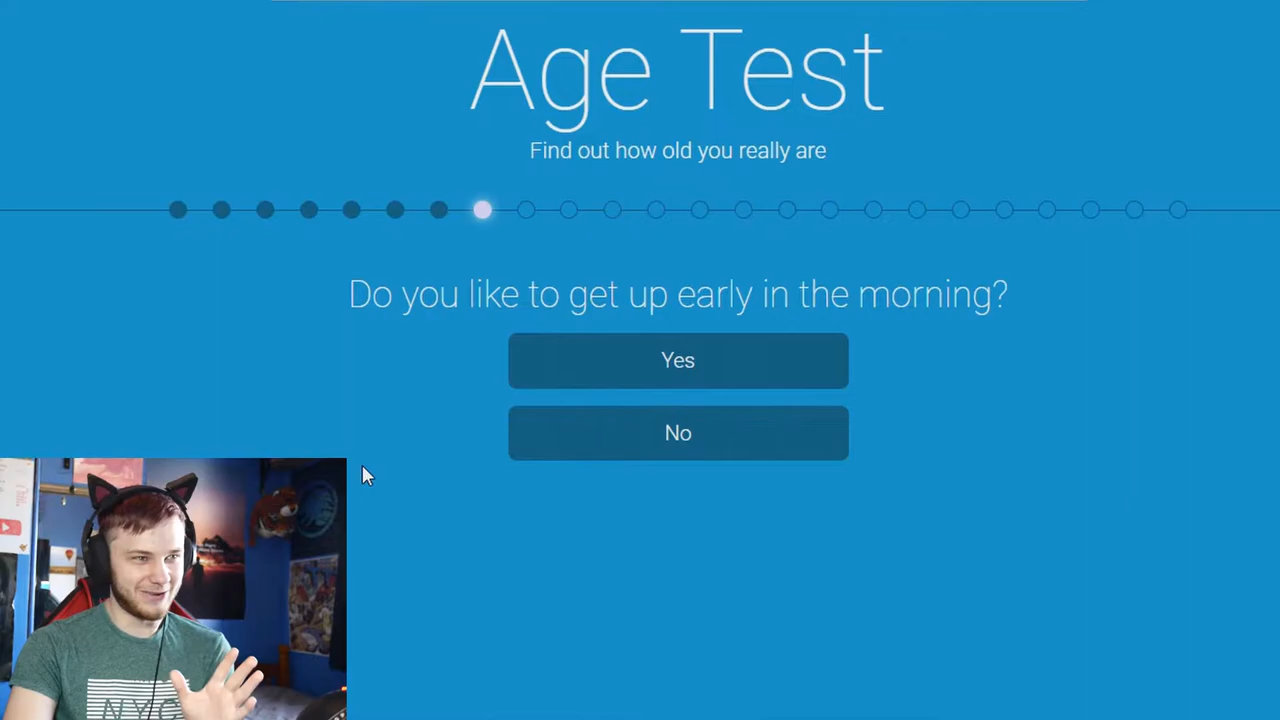 Age Test
Find out how old you really are
Do you like to get up early in the morning?
Yes
No